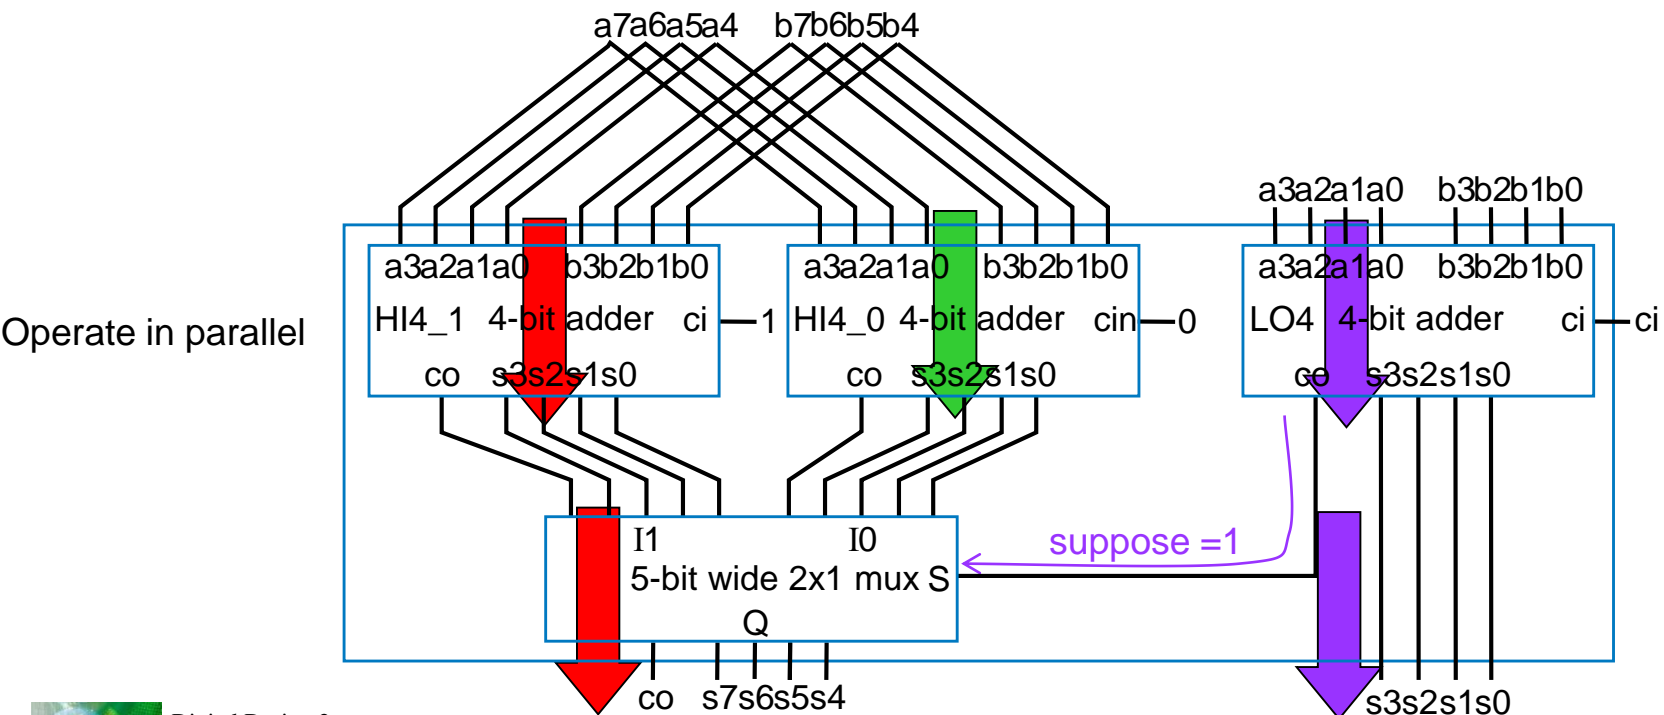 a7a6a5a4 b7b6b5b4
a3a2a1a0 b3b2b1b0
a3a2a1a0 b3b2b1b0 a3a2a1a0 b3b2b1b0 a3a2a1a0 b3b2b1b0
Operate in parallel HI4_1 4-bit adder ci 1 HI4_0 4-bit adder cin 0 LO4 4-bit adder ci ci
co s3s2s1s0 co s3s2s1s0 co s3s2s1s0
I1 I0 suppose =1
5-bit wide 2x1 mux S
Q
co s7s6s5s4 s3s2s1s0